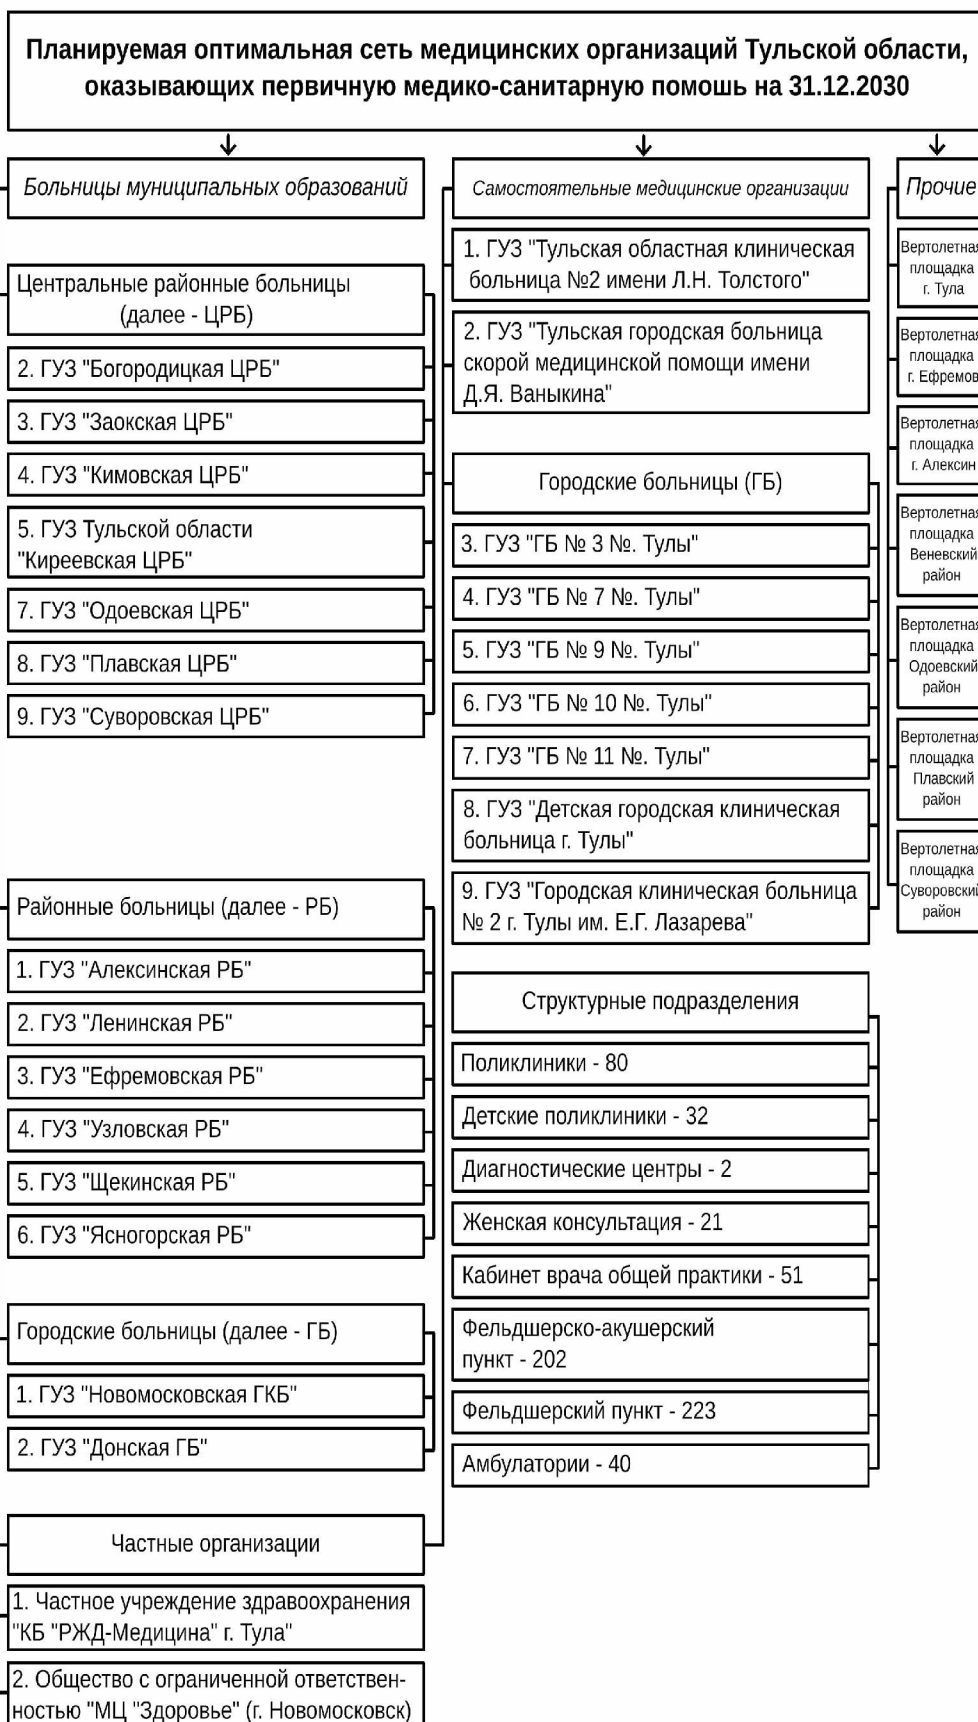 Планируемая оптимальная сеть медицинских организаций Тульской области,
оказывающих первичную медико-санитарную помошь на 31.12.2030
Больницы муниципальных образований
Центральные районные больницы
(далее - ЦРБ)
2. ГУЗ "Богородицкая ЦРБ"
3. ГУЗ "Заокская ЦРБ"
4. ГУЗ "Кимовская ЦРБ"
5. ГУЗ Тульской области
"Киреевская ЦРБ"
7. ГУЗ "Одоевская ЦРБ"
8. ГУЗ "Плавская ЦРБ"
9. ГУЗ "Суворовская ЦРБ"
Районные больницы (далее - РБ)
1. ГУЗ "Алексинская РБ"
2. ГУЗ "Ленинская РБ"
3. ГУЗ "Ефремовская РБ"
4. ГУЗ "Узловская РБ"
5. ГУЗ "Щекинская РБ"
6. ГУЗ "Ясногорская РБ"
Городские больницы (далее - ГБ)
1. ГУЗ "Новомосковская ГКБ"
2. ГУЗ "Донская ГБ"
Частные организации
1. Частное учреждение здравоохранения
"КБ "РЖД-Медицина" г. Тула"
2. Общество с ограниченной ответствен-
ностью "МЦ "Здоровье" (г. Новомосковск)
Самостоятельные медицинские организации
1. ГУЗ "Тульская областная клиническая
больница №2 имени Л.Н. Толстого"
2. ГУЗ "Тульская городская больница
скорой медицинской помощи имени
Д.Я. Ваныкина"
Городские больницы (ГБ)
3. ГУЗ "ГБ № 3 №. Тулы"
4. ГУЗ "ГБ № 7 №. Тулы"
5. ГУЗ "ГБ № 9 №. Тулы"
6. ГУЗ "ГБ № 10 №. Тулы"
7. ГУЗ "ГБ № 11 №. Тулы"
8. ГУЗ "Детская городская клиническая
больница г. Тулы"
9. ГУЗ "Городская клиническая больница
№ 2 г. Тулы им. Е.Г. Лазарева"
Структурные подразделения
Поликлиники - 80
Детские поликлиники - 32
Диагностические центры - 2
Женская консультация - 21
Кабинет врача общей практики - 51
Фельдшерско-акушерский
пункт - 202
Фельдшерский пункт - 223
Амбулатории - 40
Прочие
Вертолетная
площадка
г. Тула
Вертолетная
площадка
г. Ефремов
Вертолетная
площадка
г. Алексин
Вертолетная
площадка
Веневский
район
Вертолетная
площадка
Одоевский
район
Вертолетная
площадка
Плавский
район
Вертолетная
площадка
Суворовский
район